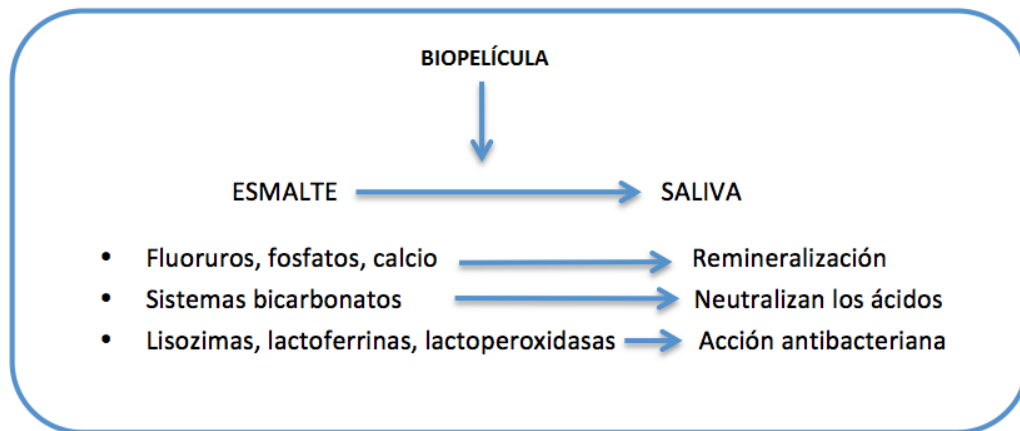 BIOPELÍCULA
ESMALTE SALIVA
• Fluoruros, fosfatos, calcio Remineralización
• Sistemas bicarbonatos Neutralizan los ácidos
• Lisozimas, lactoferrinas, lactoperoxidasas Acción antibacteriana